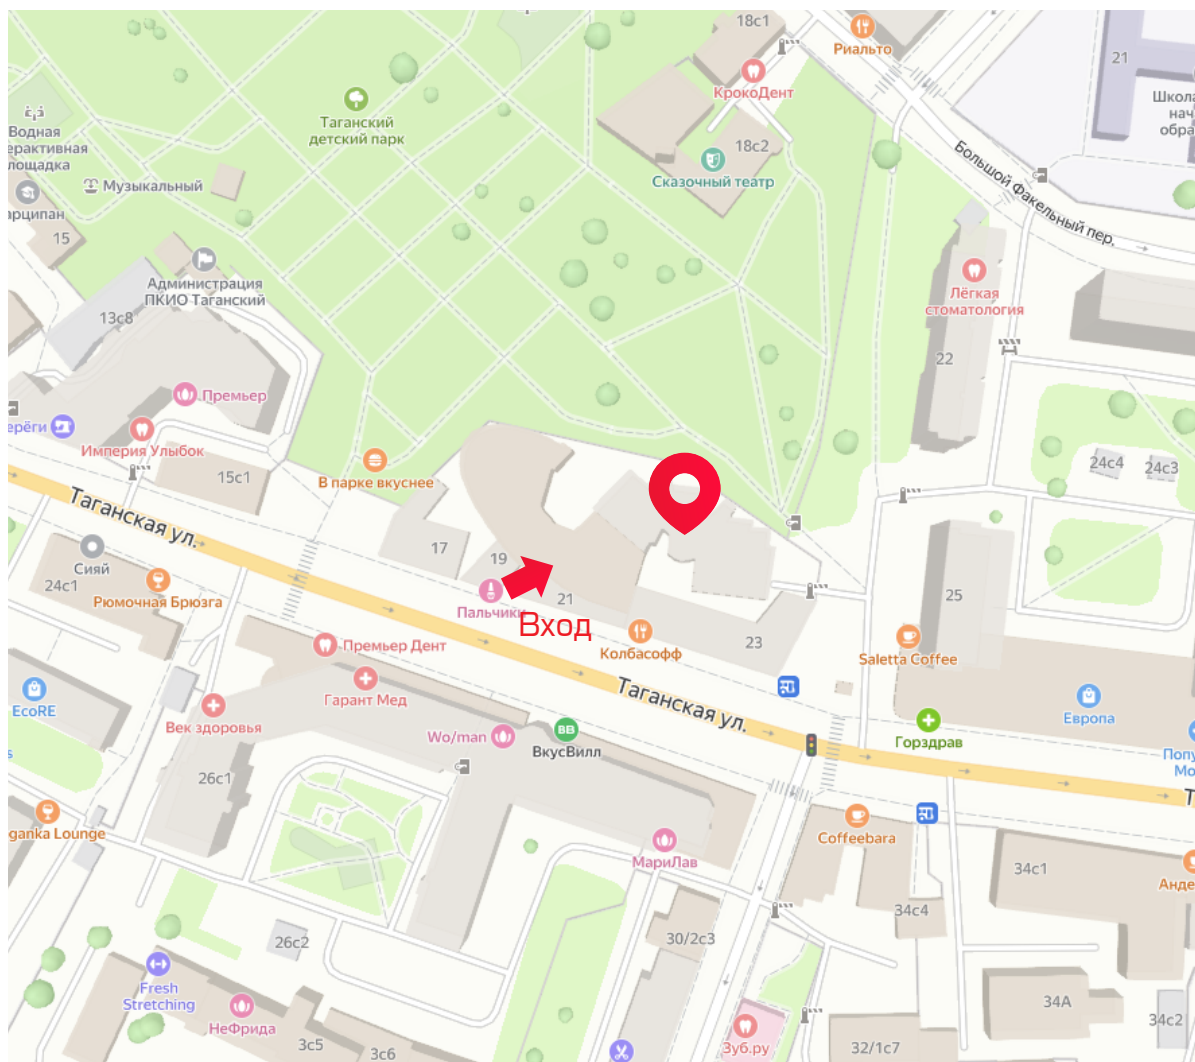 18с1
Риальто
21
КрокоДент
Школа
нач
обра
Таганский
детский парк
Водная
ерактивная
лощадка
18с2
Сказочный театр
Большой Факельный пер.
Музыкальный
арципан
15
Администрация
ПКИО Таганский
13с8
Лёгкая
стоматология
22
Премьер
ерёги
Империя Улыбок
15с1
В парке вкуснее
24с4
24с3
Таганская ул.
17
19
Сияй
24с1
Рюмочная Брюзга
Пальчики
21
Вход
Колбасофф
23
25
Saletta Coffee
Премьер Дент
Гарант Мед
EcoRE
Век здоровья
Таганская ул.
Европа
Горздрав
Wo/man
BB
ВкусВилл
Попу
Мо
s
26с1
Т
Coffeebara
ganka Lounge
МариЛав
34с1
Анде
34с4
30/2с3
26с2
Fresh
Stretching
НеФрида
34А
34с2
3с5
3с6
Зуб.ру
32/1с7